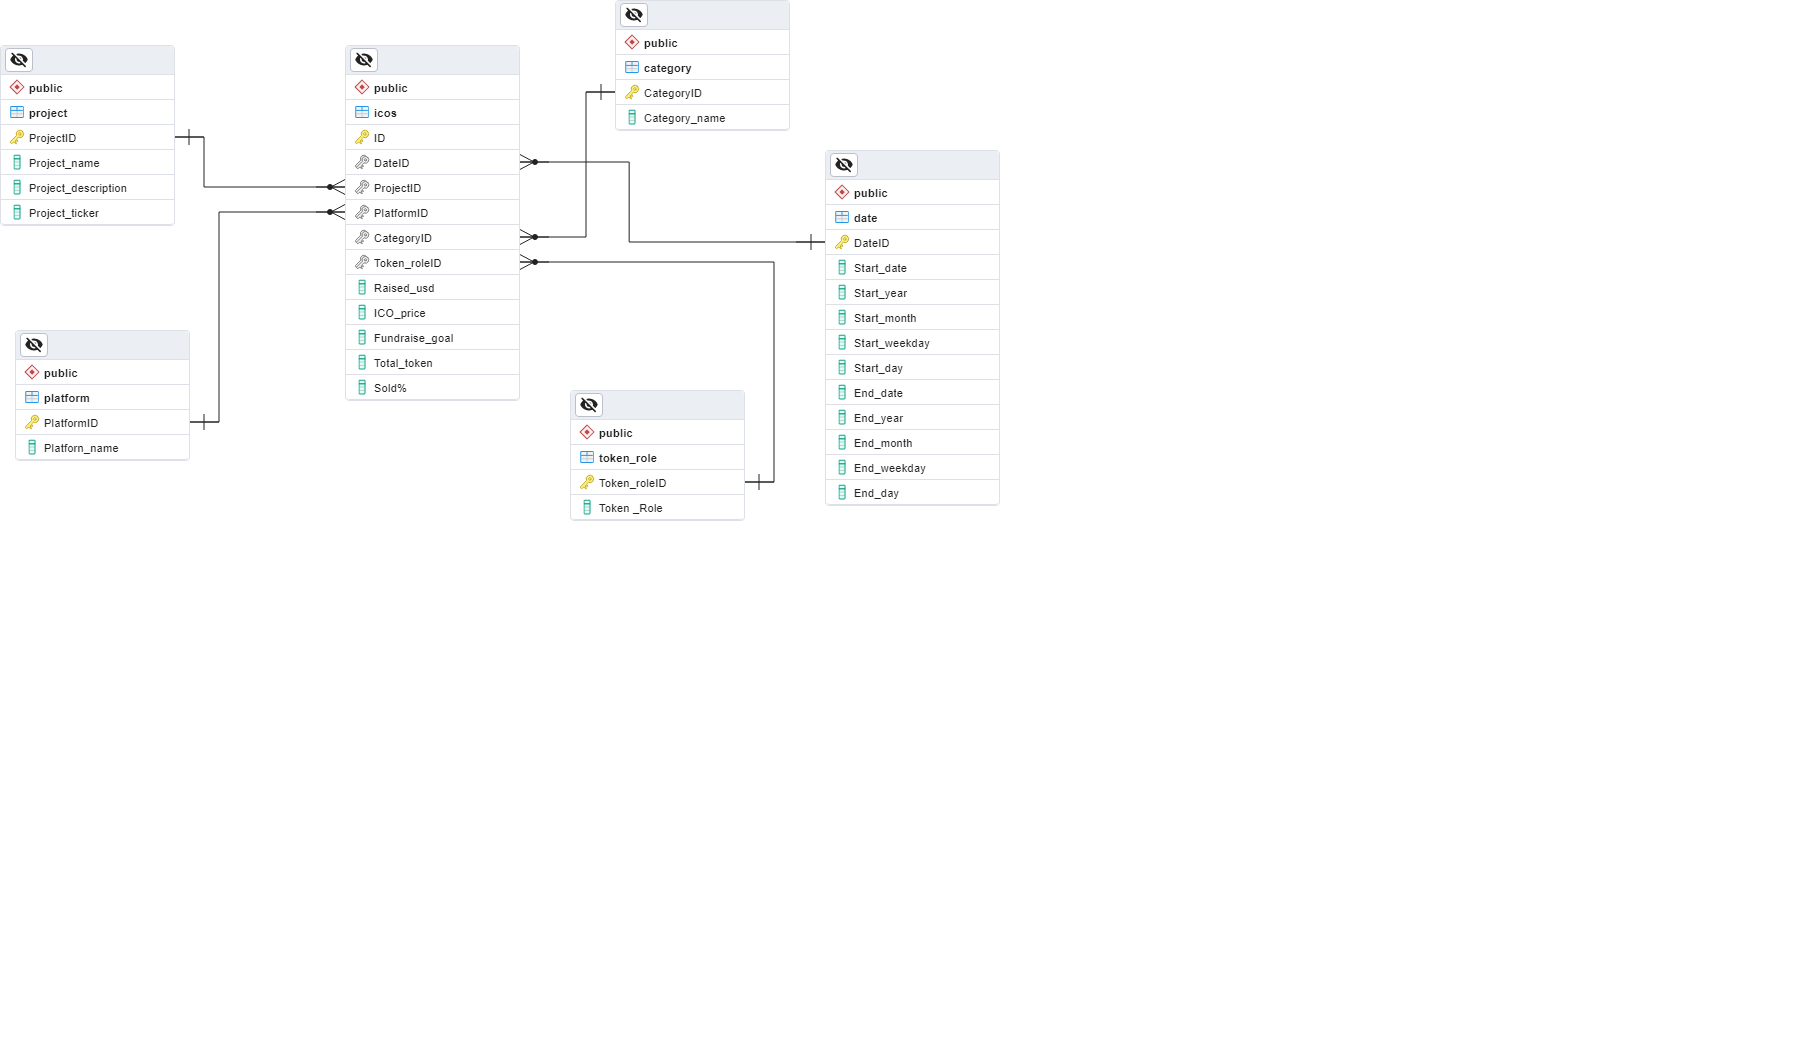 public
project
ProjectID
Project_name
Project_description
Project_ticker
public
icos
ID
DateID
ProjectID
PlatformID
CategoryID
Token_roleID
Raised_usd
ICO_price
Fundraise_goal
Total_token
Sold%
public
category
CategoryID
Category_name
public
date
DateID
Start_date
Start_year
Start_month
Start_weekday
Start_day
End_date
End_year
End_month
End_weekday
End_day
public
platform
PlatformID
Platforn_name
public
token_role
Token_roleID
Token _Role